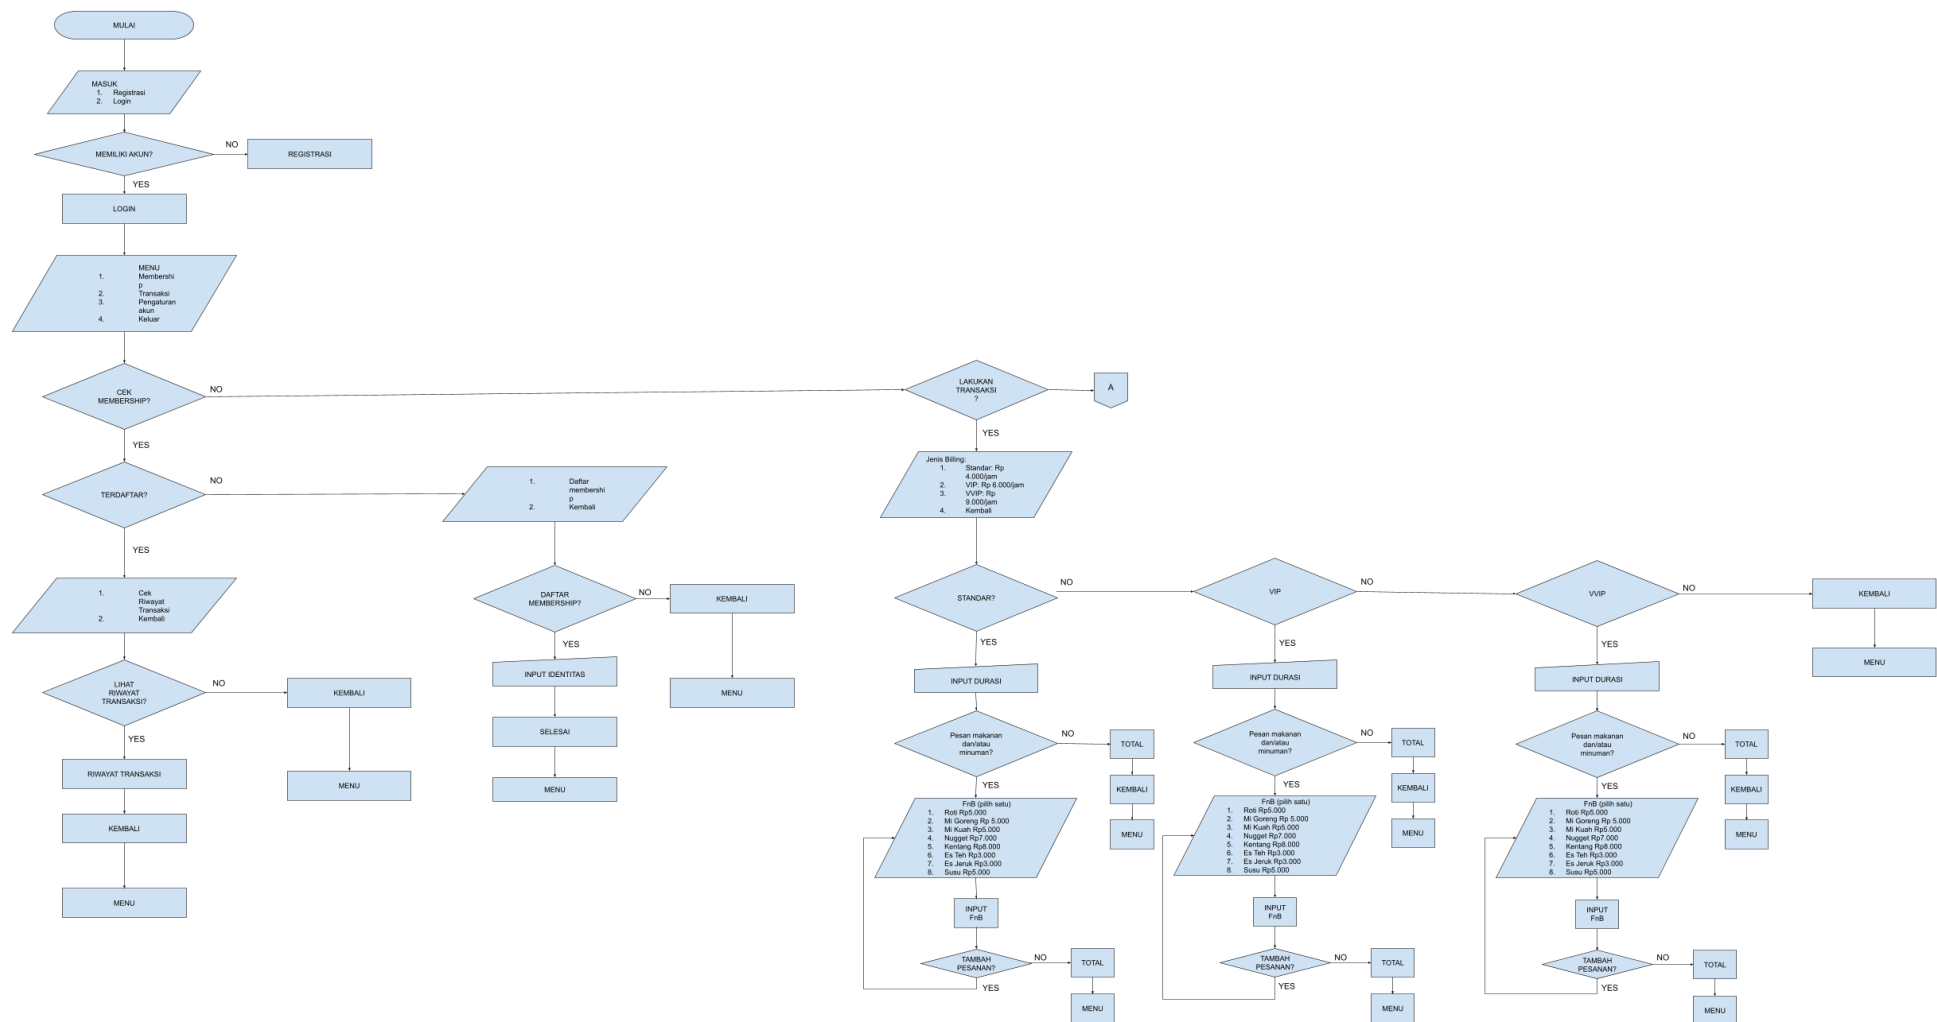 MULAI
MASUK
1. Registrasi
2. Login
MEMILIKI AKUN?
NO
REGISTRASI
YES
LOGIN
MENU
1. Membershi
p
2. Transaksi
3. Pengaturan
akun
4. Keluar
CEK
MEMBERSHIP?
NO
YES
TERDAFTAR?
NO
YES
1. Cek
Riwayat
Transaksi
2. Kembali
LIHAT
RIWAYAT
TRANSAKSI?
NO
KEMBALI
MENU
YES
RIWAYAT TRANSAKSI
KEMBALI
MENU
1. Daftar
membershi
p
2. Kembali
DAFTAR
MEMBERSHIP?
NO
KEMBALI
MENU
YES
INPUT IDENTITAS
SELESAI
MENU
LAKUKAN
TRANSAKSI
?
A
YES
Jenis Billing:
1. Standar: Rp
4.000/jam
2. VIP: Rp 6.000/jam
3. VVIP: Rp
9.000/jam
4. Kembali
STANDAR?
NO
YES
INPUT DURASI
Pesan makanan
dan/atau
minuman?
NO
TOTAL
KEMBALI
MENU
YES
FnB (pilih satu)
1. Roti Rp5.000
2. Mi Goreng Rp 5.000
3. Mi Kuah Rp5.000
4. Nugget Rp7.000
5. Kentang Rp8.000
6. Es Teh Rp3.000
7. Es Jeruk Rp3.000
8. Susu Rp5.000
INPUT
FnB
TAMBAH
PESANAN?
NO
TOTAL
MENU
YES
VIP
NO
YES
INPUT DURASI
Pesan makanan
dan/atau
minuman?
NO
TOTAL
KEMBALI
MENU
YES
FnB (pilih satu)
1. Roti Rp5.000
2. Mi Goreng Rp 5.000
3. Mi Kuah Rp5.000
4. Nugget Rp7.000
5. Kentang Rp8.000
6. Es Teh Rp3.000
7. Es Jeruk Rp3.000
8. Susu Rp5.000
INPUT
FnB
TAMBAH
PESANAN?
NO
TOTAL
MENU
YES
VVIP
NO
KEMBALI
MENU
YES
INPUT DURASI
Pesan makanan
dan/atau
minuman?
NO
TOTAL
KEMBALI
MENU
YES
FnB (pilih satu)
1. Roti Rp5.000
2. Mi Goreng Rp 5.000
3. Mi Kuah Rp5.000
4. Nugget Rp7.000
5. Kentang Rp8.000
6. Es Teh Rp3.000
7. Es Jeruk Rp3.000
8. Susu Rp5.000
INPUT
FnB
TAMBAH
PESANAN?
NO
TOTAL
MENU
YES